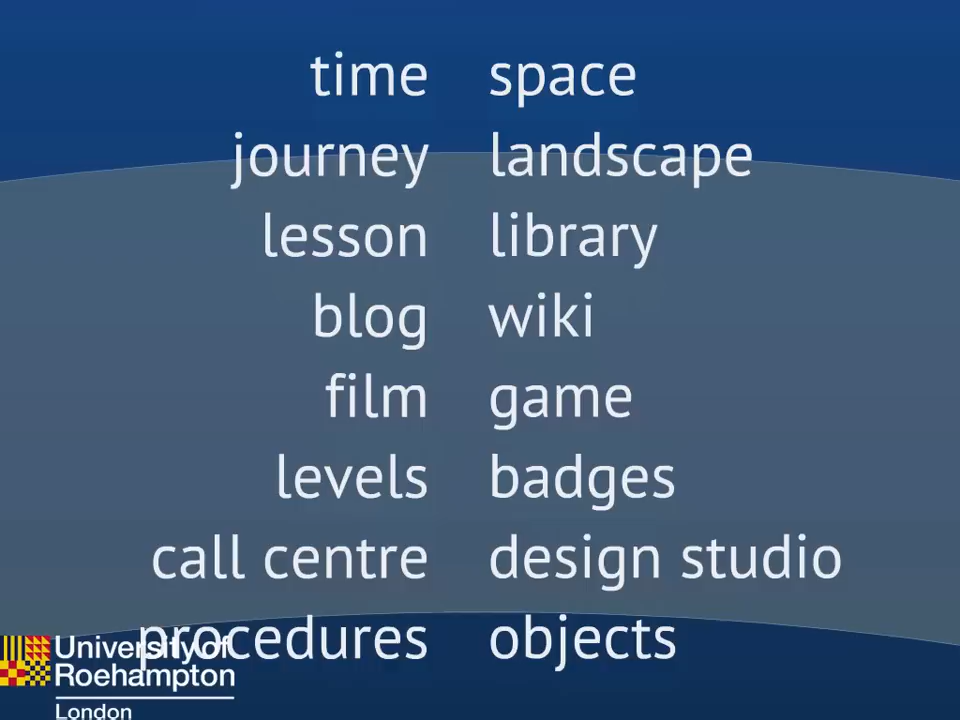 time space
journey landscape
lesson library
blog wiki
film game
levels badges
call centre design studio
procedures objects
University of
Roehampton
London